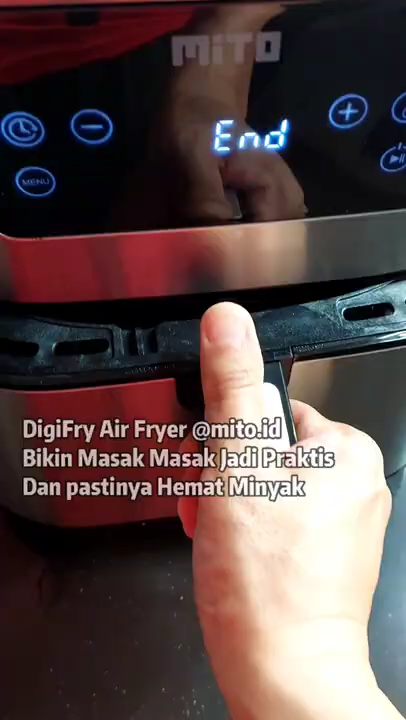 MiTO
End
MENU
DigiFry Air Fryer @mito.id
Bikin Masak Masak Jadi Praktis
Dan pastinya Hemat Minyak